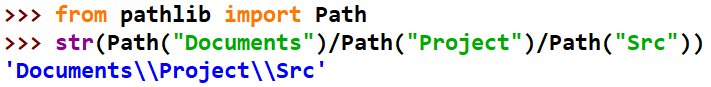 >>> from pathlib import Path
>>> str(Path("Documents")/Path("Project")/Path("Src"))
'Documents\\Project\\Src'